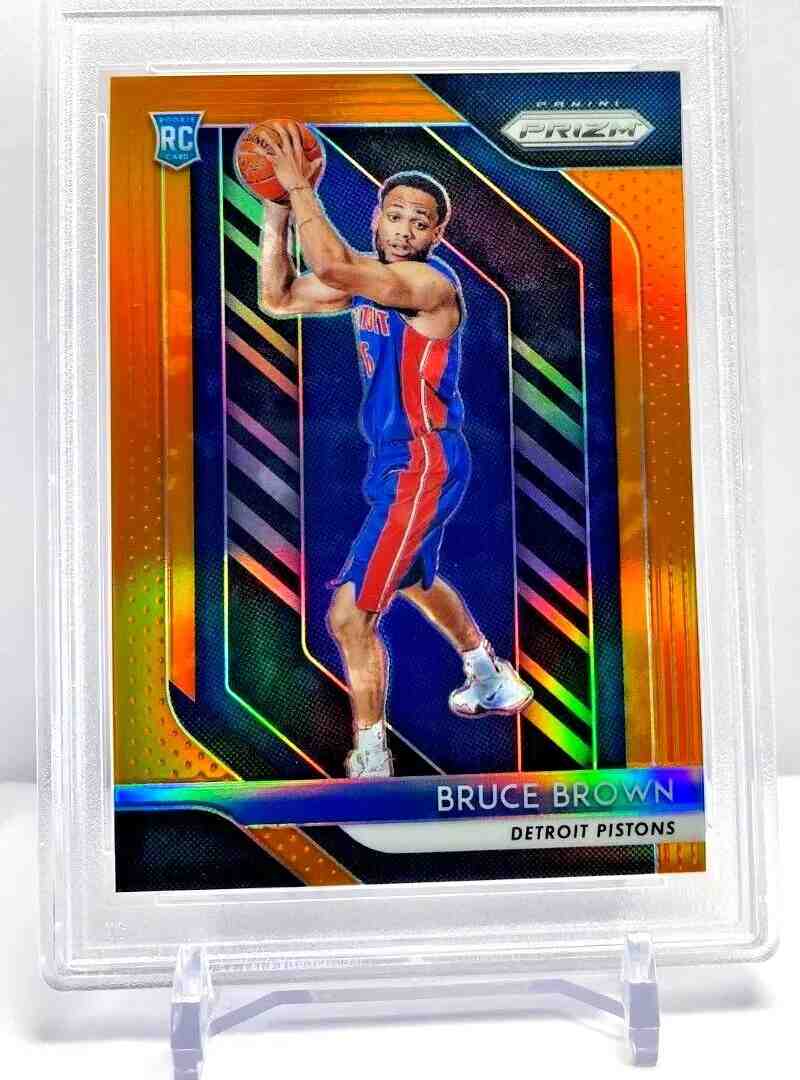 PANINI
PRIZM
ROOKIE
RC
CARD
BRUCE BROWN
DETROIT PISTONS